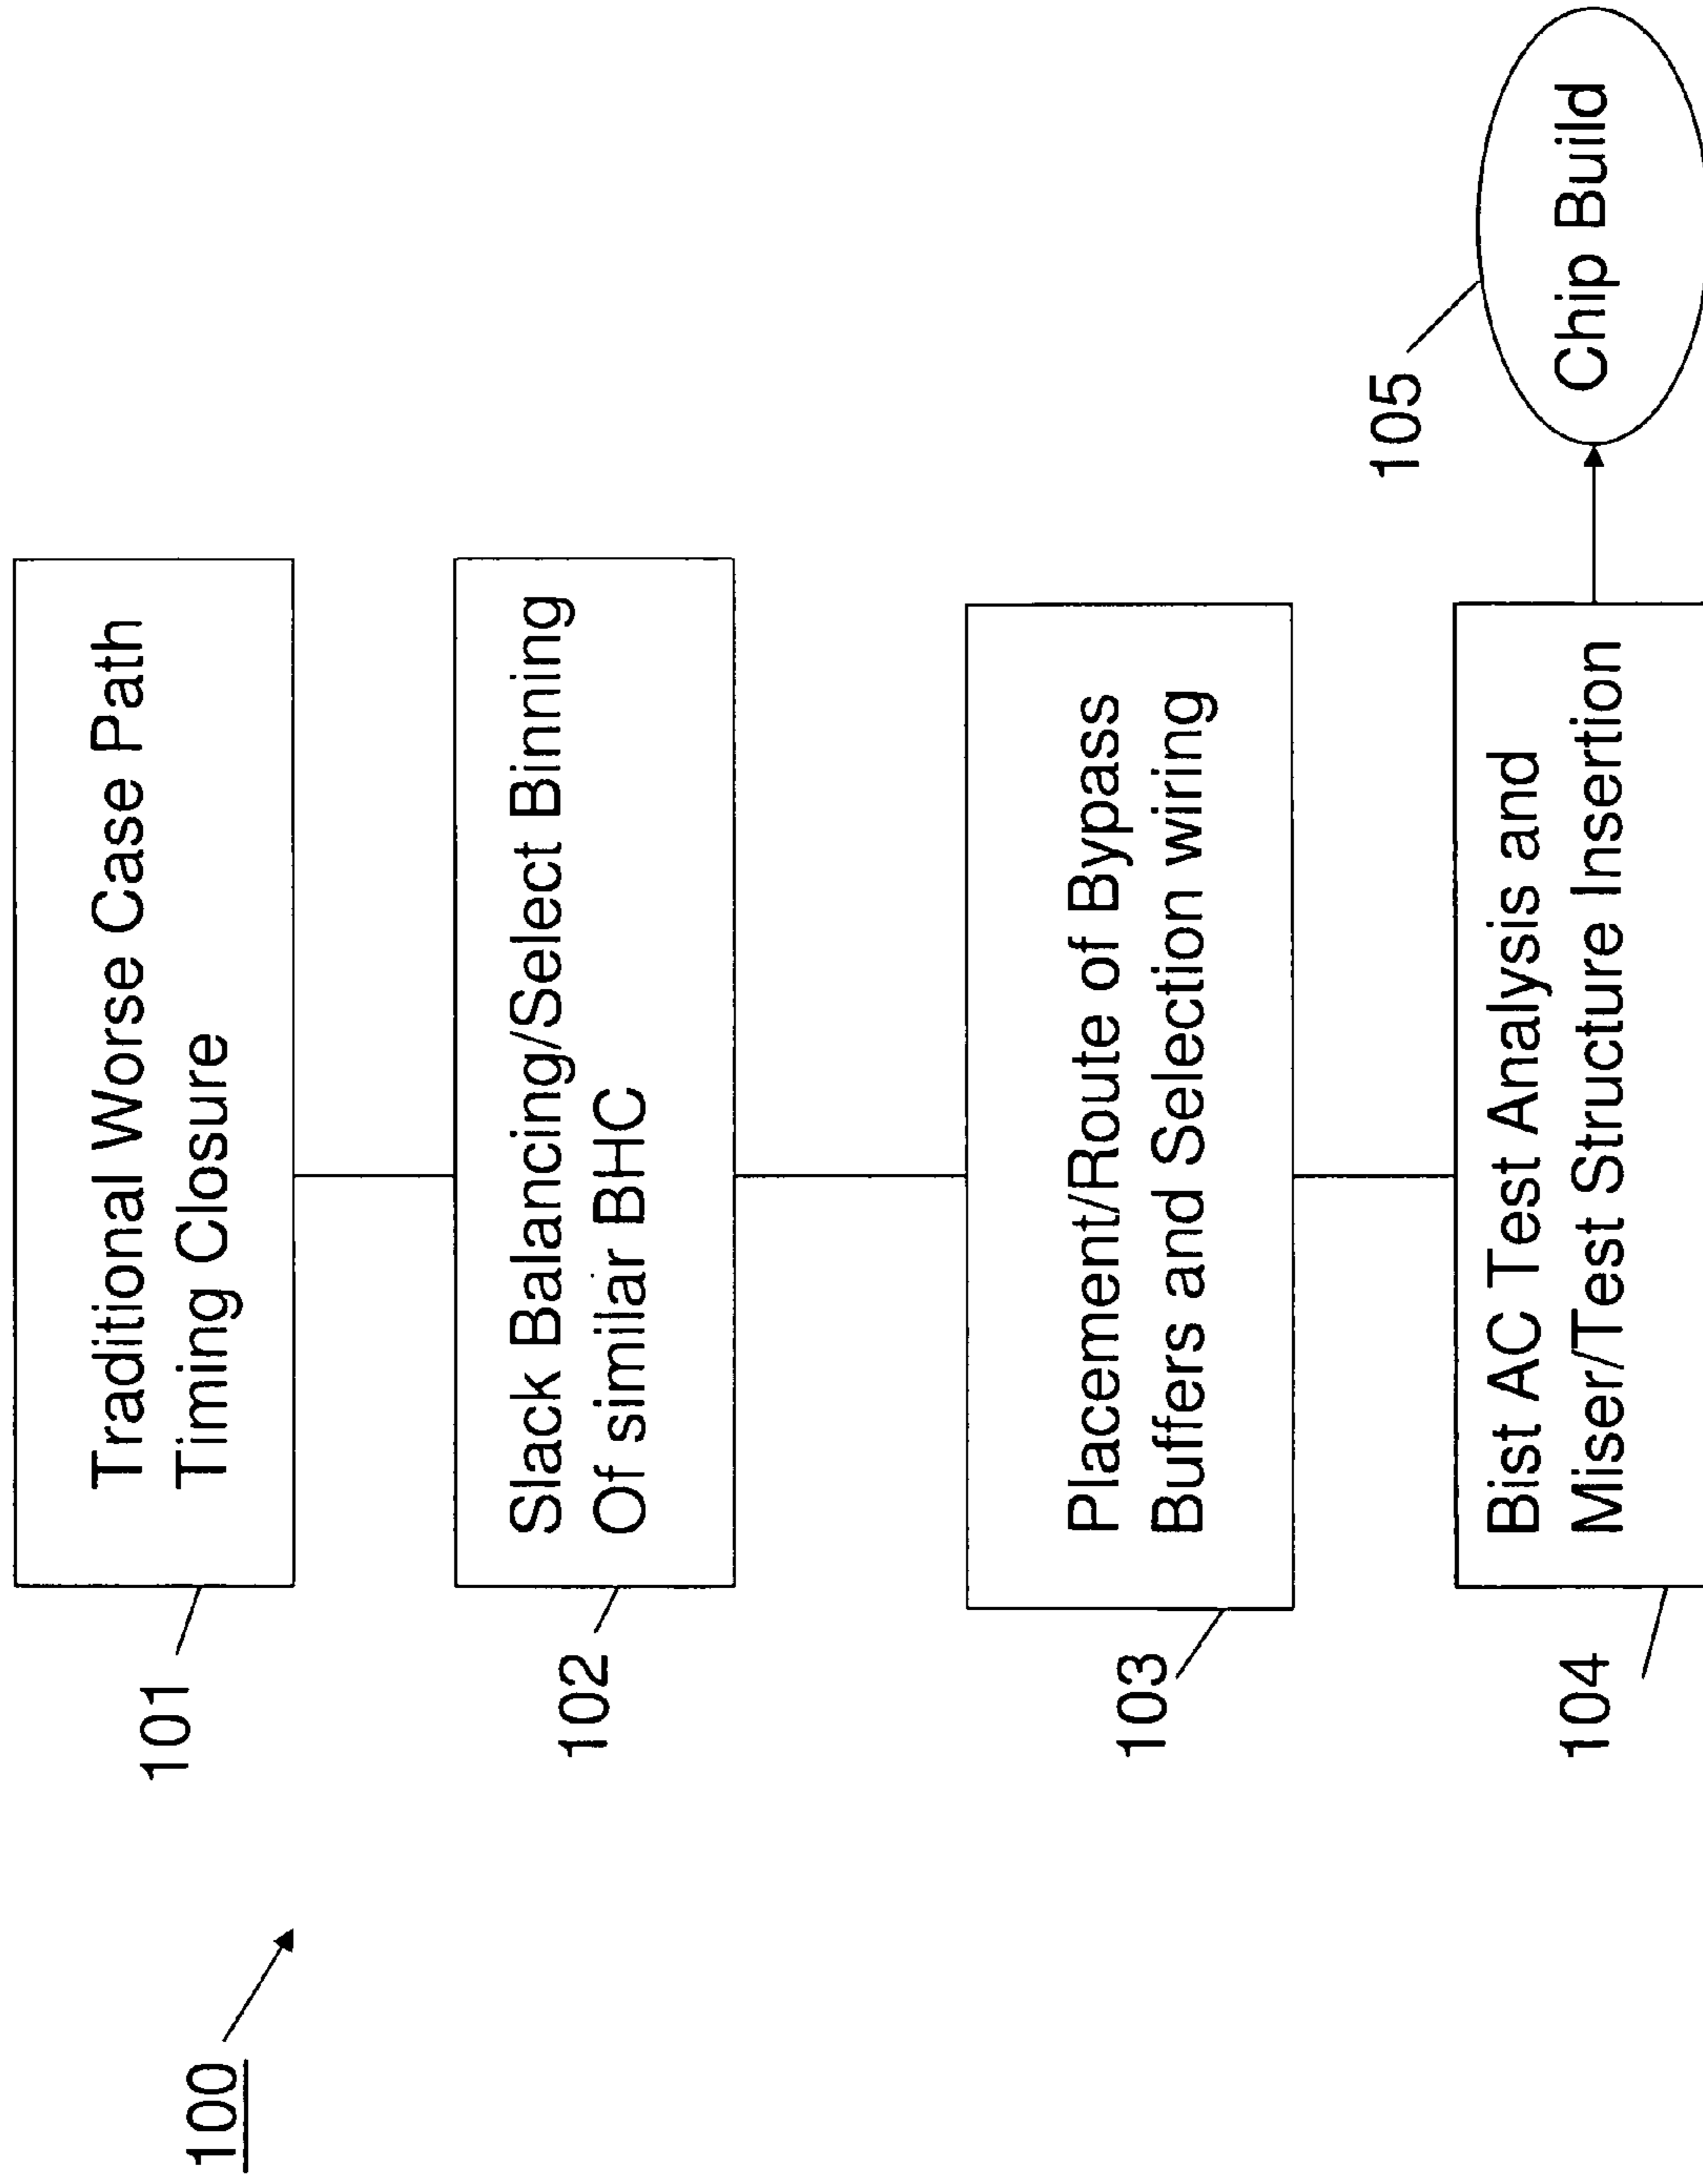 100
101
Traditional Worse Case Path
Timing Closure
102
Slack Balancing/Select Binning
Of similar BHC
103
Placement/Route of Bypass
Buffers and Selection wiring
104
Bist AC Test Analysis and
Miser/Test Structure Insertion
105
Chip Build